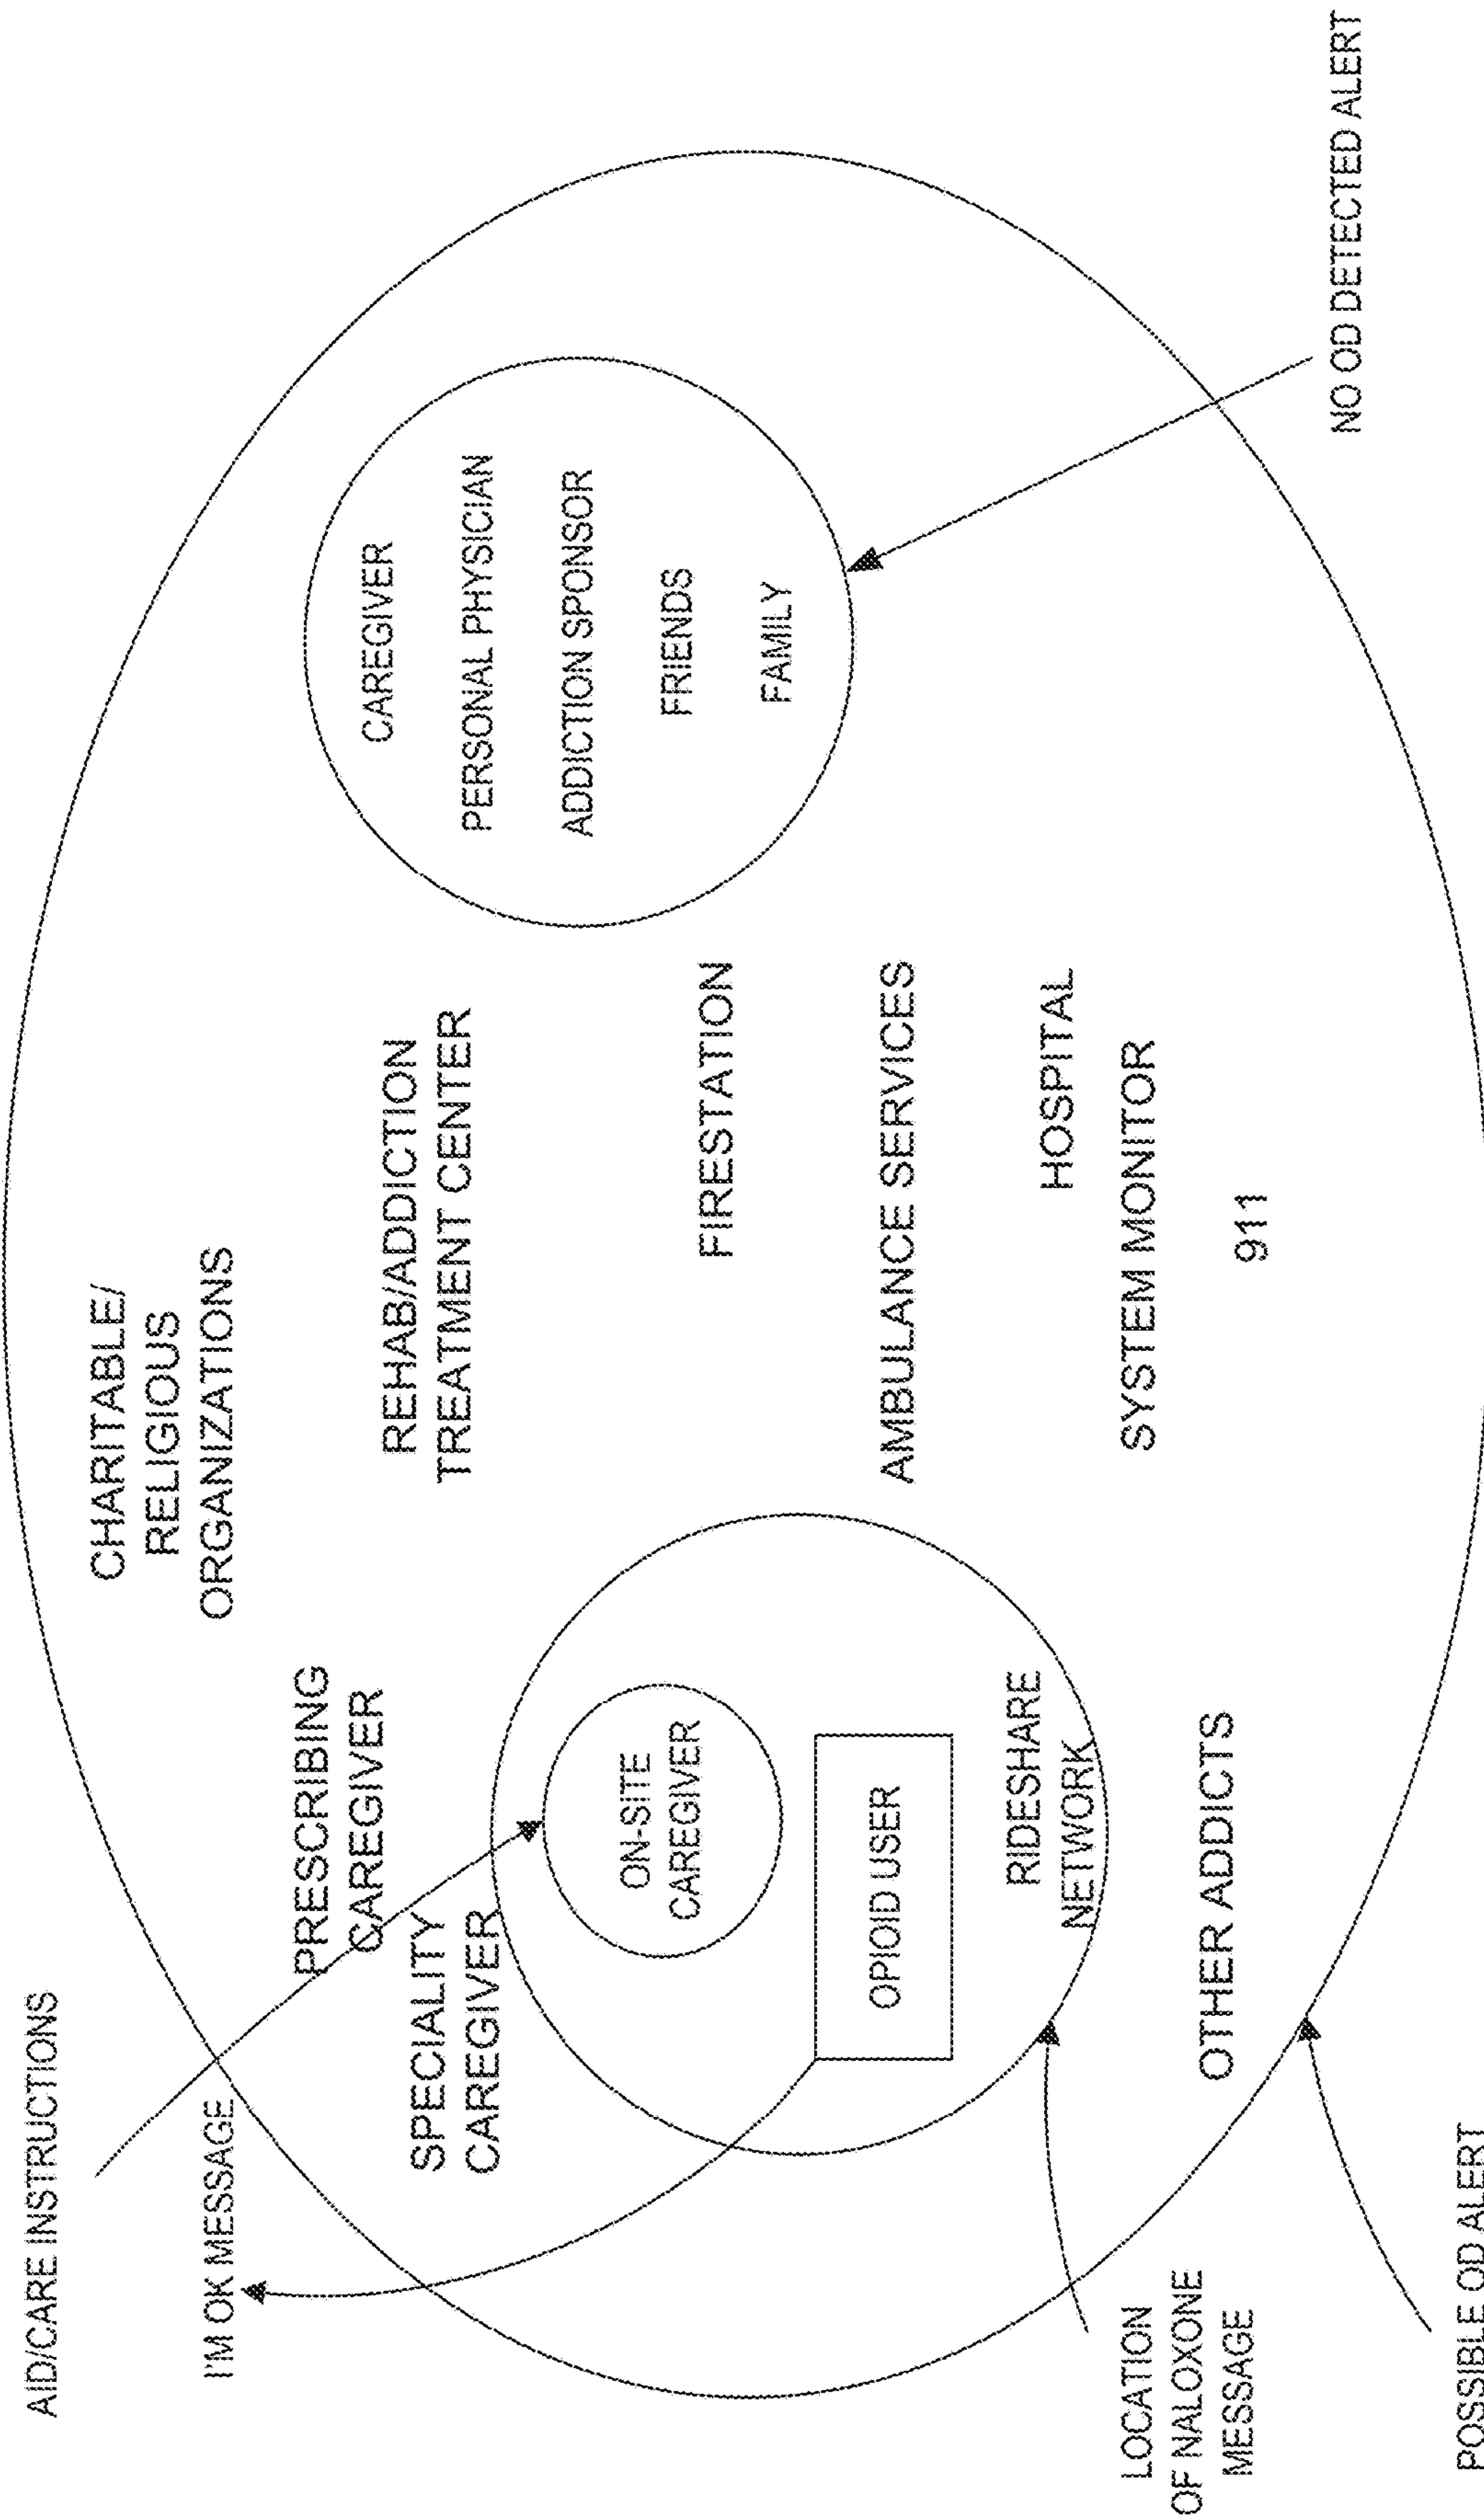 AID/CARE INSTRUCTIONS
I'M OK MESSAGE
CHARITABLE/
RELIGIOUS
ORGANIZATIONS
PRESCRIBING
CAREGIVER
SPECIALITY
CAREGIVER
REHAB/ADDICTION
TREATMENT CENTER
CAREGIVER
PERSONAL PHYSICIAN
ADDICTION SPONSOR
FRIENDS
FAMILY
ON-SITE
CAREGIVER
OPIOID USER
RIDESHARE
NETWORK
FIRESTATION
AMBULANCE SERVICES
HOSPITAL
SYSTEM MONITOR
911
OTHER ADDICTS
LOCATION
OF NALOXONE
MESSAGE
POSSIBLE OD ALERT
NO OD DETECTED ALERT